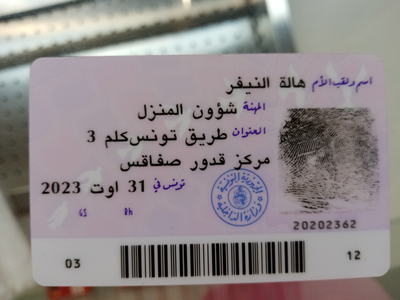 اسم ولقب الأم هالة النيفر
المهنة شؤون المنزل
العنوان طريق تونس كلم 3
مركز قدور صفاقس
تونس في 31 اوت 2023
20202362
03
12